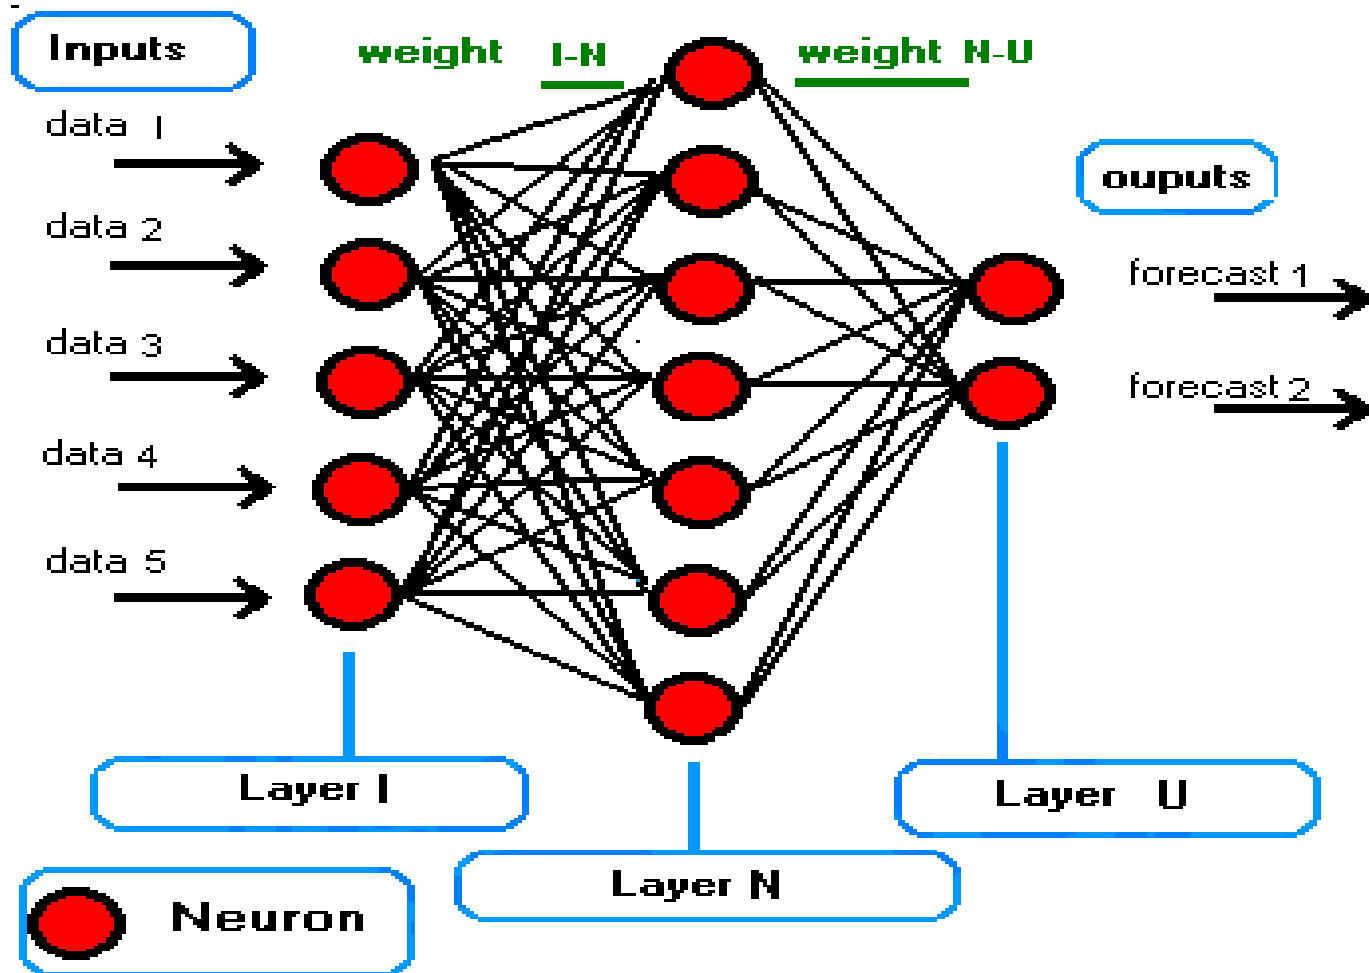 Inputs
weight I-N
weight N-U
data 1
data 2
data 3
data 4
data 5
ouputs
forecast 1
forecast 2
Layer I
Layer N
Layer U
Neuron